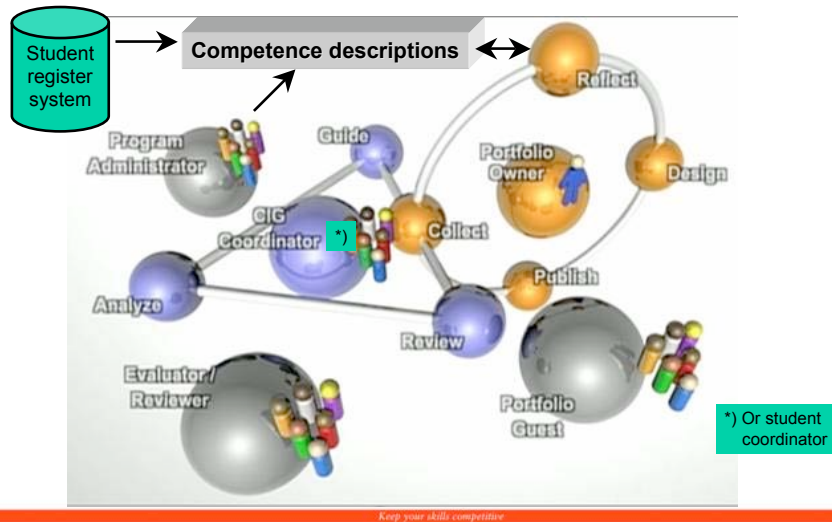 Student
register
system
Competence descriptions
Reflect
Program
Administrator
Guide
Portfolio
Owner
Design
CIG
Coordinator
*)
Collect
Publish
Analyze
Review
Evaluator /
Reviewer
Portfolio
Guest
*) Or student
coordinator
Keep your skills competitive